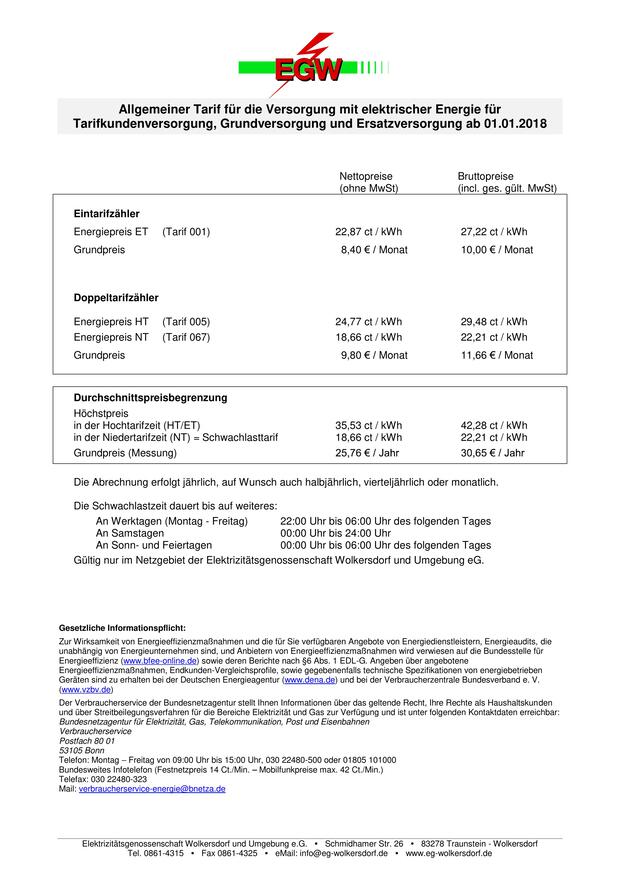 EGW
Allgemeiner Tarif für die Versorgung mit elektrischer Energie für
Tarifkundenversorgung, Grundversorgung und Ersatzversorgung ab 01.01.2018
Nettopreise Bruttopreise
(ohne MwSt) (incl. ges. gült. MwSt)
Eintarifzähler
Energiepreis ET (Tarif 001) 22,87 ct / kWh 27,22 ct / kWh
Grundpreis 8,40 € / Monat 10,00 € / Monat
Doppeltarifzähler
Energiepreis HT (Tarif 005) 24,77 ct / kWh 29,48 ct / kWh
Energiepreis NT (Tarif 067) 18,66 ct / kWh 22,21 ct / kWh
Grundpreis 9,80 € / Monat 11,66 € / Monat
Durchschnittspreisbegrenzung
Höchstpreis
in der Hochtarifzeit (HT/ET) 35,53 ct / kWh 42,28 ct / kWh
in der Niedertarifzeit (NT) = Schwachlasttarif 18,66 ct / kWh 22,21 ct / kWh
Grundpreis (Messung) 25,76 € / Jahr 30,65 € / Jahr
Die Abrechnung erfolgt jährlich, auf Wunsch auch halbjährlich, vierteljährlich oder monatlich.
Die Schwachlastzeit dauert bis auf weiteres:
An Werktagen (Montag - Freitag) 22:00 Uhr bis 06:00 Uhr des folgenden Tages
An Samstagen 00:00 Uhr bis 24:00 Uhr
An Sonn- und Feiertagen 00:00 Uhr bis 06:00 Uhr des folgenden Tages
Gültig nur im Netzgebiet der Elektrizitätsgenossenschaft Wolkersdorf und Umgebung eG.
Gesetzliche Informationspflicht:
Zur Wirksamkeit von Energieeffizienzmaßnahmen und die für Sie verfügbaren Angebote von Energiedienstleistern, Energieaudits, die
unabhängig von Energieunternehmen sind, und Anbietern von Energieeffizienzmaßnahmen wird verwiesen auf die Bundesstelle für
Energieeffizienz (www.bfee-online.de) sowie deren Berichte nach §6 Abs. 1 EDL-G. Angaben über angebotene
Energieeffizienzmaßnahmen, Endkunden-Vergleichsprofile, sowie gegebenenfalls technische Spezifikationen von energiebetrieben
Geräten sind zu erhalten bei der Deutschen Energieagentur (www.dena.de) und bei der Verbraucherzentrale Bundesverband e. V.
(www.vzbv.de)
Der Verbraucherservice der Bundesnetzagentur stellt Ihnen Informationen über das geltende Recht, Ihre Rechte als Haushaltskunden
und über Streitbeilegungsverfahren für die Bereiche Elektrizität und Gas zur Verfügung und ist unter folgenden Kontaktdaten erreichbar:
Bundesnetzagentur für Elektrizität, Gas, Telekommunikation, Post und Eisenbahnen
Verbraucherservice
Postfach 80 01
53105 Bonn
Telefon: Montag – Freitag von 09:00 Uhr bis 15:00 Uhr, 030 22480-500 oder 01805 101000
Bundesweites Infotelefon (Festnetzpreis 14 Ct./Min. – Mobilfunkpreise max. 42 Ct./Min.)
Telefax: 030 22480-323
Mail: verbraucherservice-energie@bnetza.de
Elektrizitätsgenossenschaft Wolkersdorf und Umgebung e.G. • Schmidhamer Str. 26 • 83278 Traunstein - Wolkersdorf
Tel. 0861-4315 • Fax 0861-4325 • eMail: info@eg-wolkersdorf.de • www.eg-wolkersdorf.de